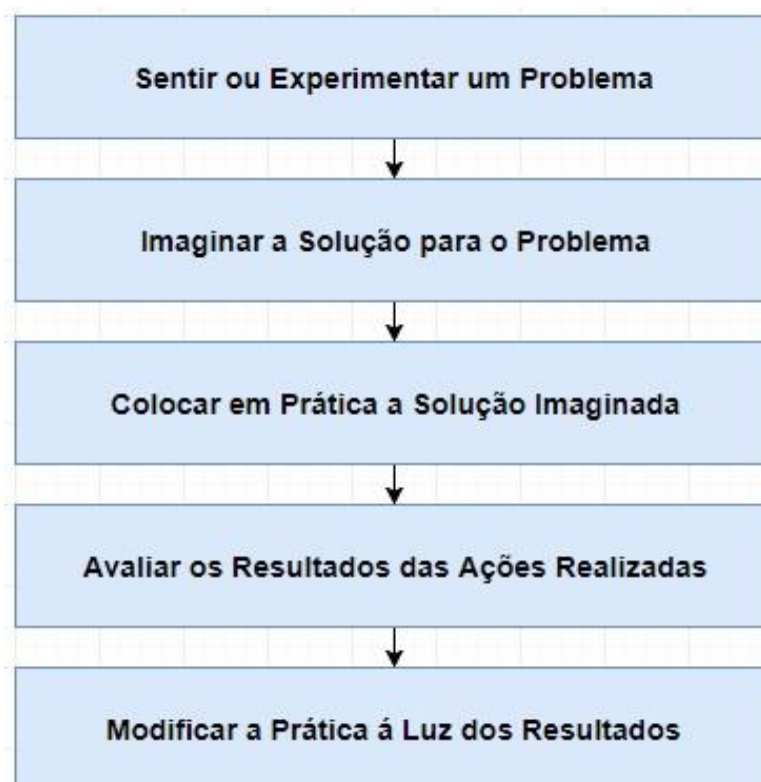 Sentir ou Experimentar um Problema
Imaginar a Solução para o Problema
Colocar em Prática a Solução Imaginada
Avaliar os Resultados das Ações Realizadas
Modificar a Prática á Luz dos Resultados